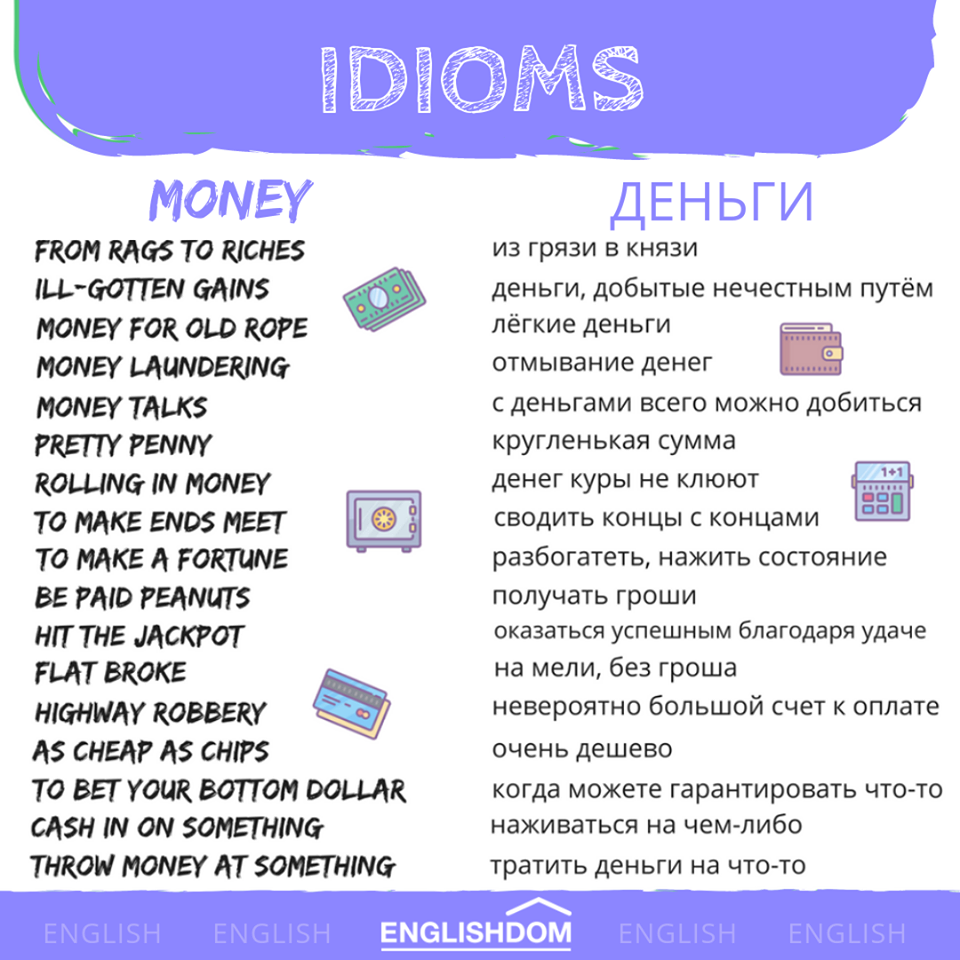 IDIOMS
MONEY ДЕНЬГИ
FROM RAGS TO RICHES из грязи в князи
ILL-GOTTEN GAINS деньги, добытые нечестным путём
MONEY FOR OLD ROPE лёгкие деньги
MONEY LAUNDERING отмывание денег
MONEY TALKS с деньгами всего можно добиться
PRETTY PENNY кругленькая сумма
ROLLING IN MONEY денег куры не клюют
1+1
TO MAKE ENDS MEET сводить концы с концами
TO MAKE A FORTUNE разбогатеть, нажить состояние
BE PAID PEANUTS получать гроши
HIT THE JACKPOT оказаться успешным благодаря удаче
FLAT BROKE на мели, без гроша
HIGHWAY ROBBERY невероятно большой счет к оплате
AS CHEAP AS CHIPS очень дешево
TO BET YOUR BOTTOM DOLLAR когда можете гарантировать что-то
CASH IN ON SOMETHING наживаться на чем-либо
THROW MONEY AT SOMETHING тратить деньги на что-то
ENGLISH ENGLISH ENGLISHDOM ENGLISH ENGLISH